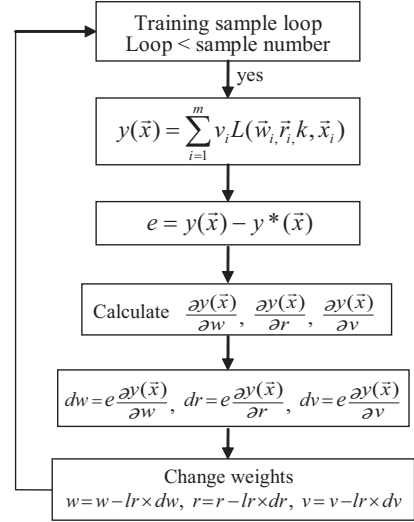 Training sample loop
Loop < sample number
yes
y(x⃗) = ∑_{i=1}^{m} v_i L(w⃗_i, r⃗_i, k, x⃗_i)
e = y(x⃗) − y*(x⃗)
Calculate ∂y(x⃗)/∂w, ∂y(x⃗)/∂r, ∂y(x⃗)/∂v
dw = e ∂y(x⃗)/∂w, dr = e ∂y(x⃗)/∂r, dv = e ∂y(x⃗)/∂v
Change weights
w = w − lr × dw, r = r − lr × dr, v = v − lr × dv